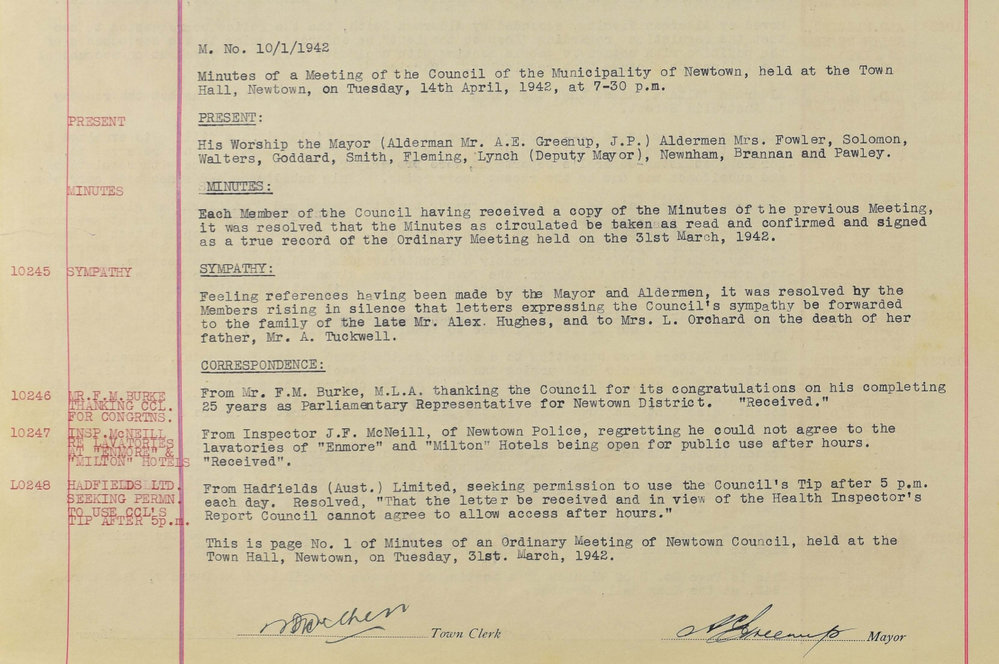 M. No. 10/1/1942
Minutes of a Meeting of the Council of the Municipality of Newtown, held at the Town
Hall, Newtown, on Tuesday, 14th April, 1942, at 7-30 p.m.
PRESENT
PRESENT:
His Worship the Mayor (Alderman Mr. A.E. Greenup, J.P.) Aldermen Mrs. Fowler, Solomon,
Walters, Goddard, Smith, Fleming, Lynch (Deputy Mayor), Newnham, Brannan and Pawley.
MINUTES
MINUTES:
Each Member of the Council having received a copy of the Minutes of the previous Meeting,
it was resolved that the Minutes as circulated be taken as read and confirmed and signed
as a true record of the Ordinary Meeting held on the 31st March, 1942.
10245 SYMPATHY
SYMPATHY:
Feeling references having been made by the Mayor and Aldermen, it was resolved by the
Members rising in silence that letters expressing the Council's sympathy be forwarded
to the family of the late Mr. Alex. Hughes, and to Mrs. L. Orchard on the death of her
father, Mr. A. Tuckwell.
CORRESPONDENCE:
10246 MR.F.M.BURKE
THANKING CCL.
FOR CONGRTNS.
From Mr. F.M. Burke, M.L.A. thanking the Council for its congratulations on his completing
25 years as Parliamentary Representative for Newtown District. "Received."
10247 INSP.McNEILL
RE LAVATORIES
AT "ENMORE" &
"MILTON" HOTELS
From Inspector J.F. McNeill, of Newtown Police, regretting he could not agree to the
lavatories of "Enmore" and "Milton" Hotels being open for public use after hours.
"Received".
L0248 HADFIELDS LTD.
SEEKING PERMN.
TO USE CCL'S
TIP AFTER 5p.m.
From Hadfields (Aust.) Limited, seeking permission to use the Council's Tip after 5 p.m.
each day. Resolved, "That the letter be received and in view of the Health Inspector's
Report Council cannot agree to allow access after hours."
This is page No. 1 of Minutes of an Ordinary Meeting of Newtown Council, held at the
Town Hall, Newtown, on Tuesday, 31st. March, 1942.
Town Clerk
A E Greenup Mayor